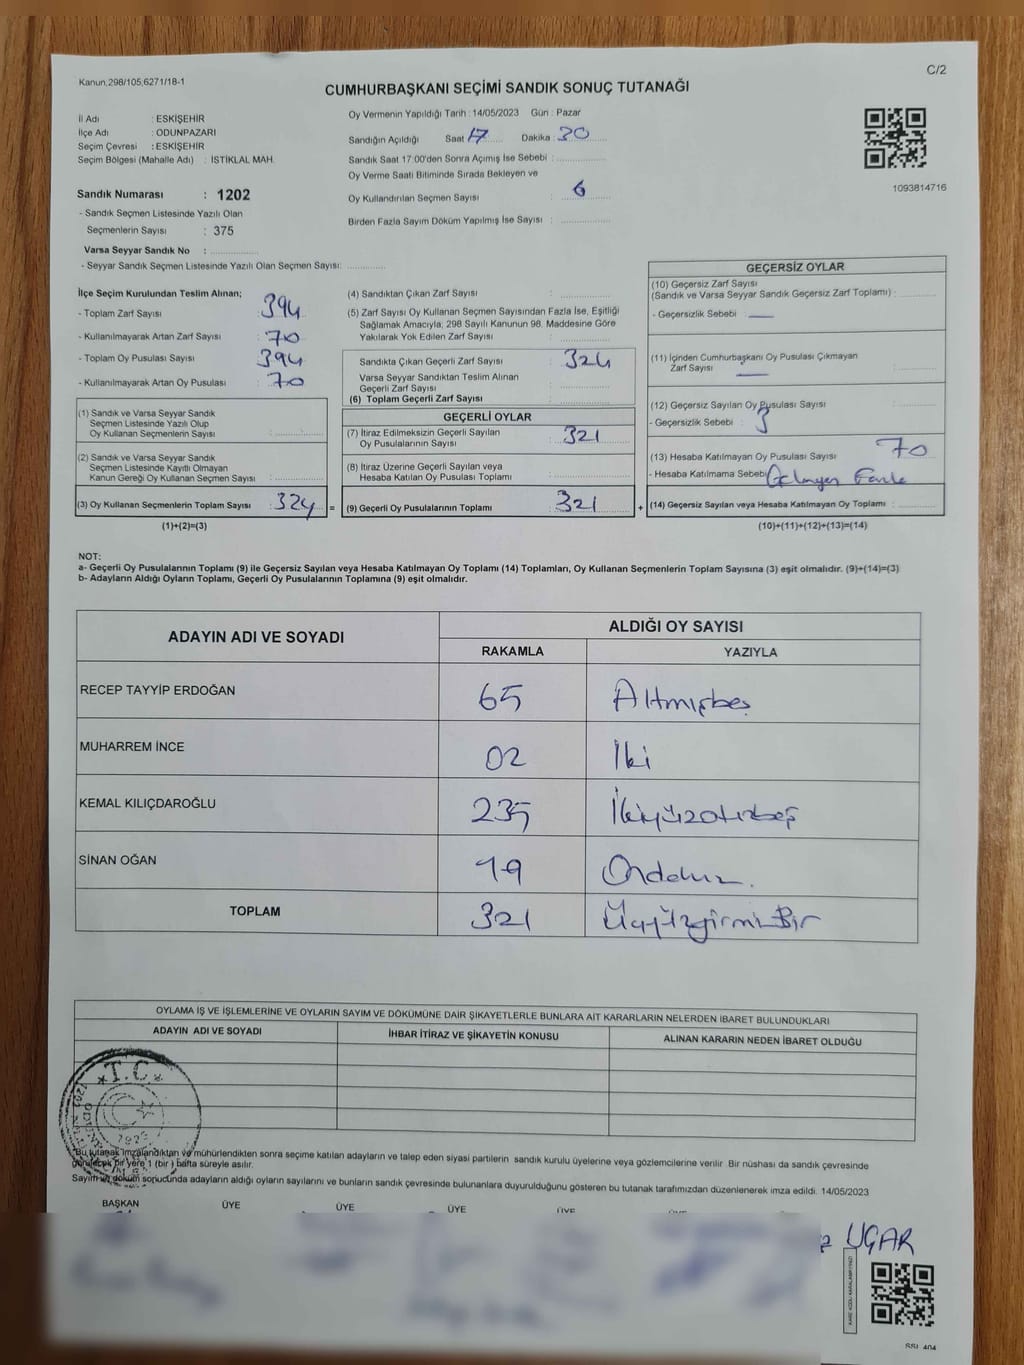 Kanun,298/105,6271/18-1
C/2
CUMHURBAŞKANI SEÇİMİ SANDIK SONUÇ TUTANAĞI
İl Adı : ESKİŞEHİR
İlçe Adı : ODUNPAZARI
Seçim Çevresi : ESKİŞEHİR
Seçim Bölgesi (Mahalle Adı) : İSTİKLAL MAH.
Oy Vermenin Yapıldığı Tarih : 14/05/2023 Gün : Pazar
Sandığın Açıldığı Saat 17 Dakika : 30
Sandık Saat 17:00'den Sonra Açımış İse Sebebi :
Oy Verme Saati Bitiminde Sırada Bekleyen ve
Oy Kullandırılan Seçmen Sayısı : 6
Birden Fazla Sayım Döküm Yapılmış İse Sayısı :
1093814716
Sandık Numarası : 1202
- Sandık Seçmen Listesinde Yazılı Olan
Seçmenlerin Sayısı : 375
Varsa Seyyar Sandık No :
- Seyyar Sandık Seçmen Listesinde Yazılı Olan Seçmen Sayısı:
İlçe Seçim Kurulundan Teslim Alınan;
- Toplam Zarf Sayısı : 394
- Kullanılmayarak Artan Zarf Sayısı : 70
- Toplam Oy Pusulası Sayısı : 394
- Kullanılmayarak Artan Oy Pusulası : 70
(1) Sandık ve Varsa Seyyar Sandık
Seçmen Listesinde Yazılı Olup
Oy Kullanan Seçmenlerin Sayısı :
(2) Sandık ve Varsa Seyyar Sandık
Seçmen Listesinde Kayıtlı Olmayan
Kanun Gereği Oy Kullanan Seçmen Sayısı :
(3) Oy Kullanan Seçmenlerin Toplam Sayısı : 324 =
(1)+(2)=(3)
(4) Sandıktan Çıkan Zarf Sayısı :
(5) Zarf Sayısı Oy Kullanan Seçmen Sayısından Fazla İse, Eşitliği
Sağlamak Amacıyla; 298 Sayılı Kanunun 98. Maddesine Göre
Yakılarak Yok Edilen Zarf Sayısı :
Sandıkta Çıkan Geçerli Zarf Sayısı : 324
Varsa Seyyar Sandıktan Teslim Alınan
Geçerli Zarf Sayısı :
(6) Toplam Geçerli Zarf Sayısı :
GEÇERLİ OYLAR
(7) İtiraz Edilmeksizin Geçerli Sayılan
Oy Pusulalarının Sayısı : 321
(8) İtiraz Üzerine Geçerli Sayılan veya
Hesaba Katılan Oy Pusulaları Toplamı :
(9) Geçerli Oy Pusulalarının Toplamı : 321 +
GEÇERSİZ OYLAR
(10) Geçersiz Zarf Sayısı
(Sandık ve Varsa Seyyar Sandık Geçersiz Zarf Toplamı) :
- Geçersizlik Sebebi : —
(11) İçinden Cumhurbaşkanı Oy Pusulası Çıkmayan
Zarf Sayısı : —
(12) Geçersiz Sayılan Oy Pusulası Sayısı :
- Geçersizlik Sebebi : 3
(13) Hesaba Katılmayan Oy Pusulası Sayısı : 70
- Hesaba Katılmama Sebebi:
(14) Geçersiz Sayılan veya Hesaba Katılmayan Oy Toplamı :
(10)+(11)+(12)+(13)=(14)
NOT:
a- Geçerli Oy Pusulalarının Toplamı (9) ile Geçersiz Sayılan veya Hesaba Katılmayan Oy Toplamı (14) Toplamları, Oy Kullanan Seçmenlerin Toplam Sayısına (3) eşit olmalıdır. (9)+(14)=(3)
b- Adayların Aldığı Oyların Toplamı, Geçerli Oy Pusulalarının Toplamına (9) eşit olmalıdır.
ADAYIN ADI VE SOYADI
ALDIĞI OY SAYISI
RAKAMLA YAZIYLA
RECEP TAYYİP ERDOĞAN 65 Altmışbeş
MUHARREM İNCE 02 İki
KEMAL KILIÇDAROĞLU 235 İkiyüzotuzbeş
SİNAN OĞAN 19 Ondokuz.
TOPLAM 321 Üçyüzyirmi Bir
OYLAMA İŞ VE İŞLEMLERİNE VE OYLARIN SAYIM VE DÖKÜMÜNE DAİR ŞİKAYETLERLE BUNLARA AİT KARARLARIN NELERDEN İBARET BULUNDUKLARI
ADAYIN ADI VE SOYADI İHBAR İTİRAZ VE ŞİKAYETİN KONUSU ALINAN KARARIN NEDEN İBARET OLDUĞU
T.C.
1923
*Bu tutanak imzalandıktan ve mühürlendikten sonra seçime katılan adayların ve talep eden siyasi partilerin sandık kurulu üyelerine veya gözlemcilerine verilir. Bir nüshası da sandık çevresinde
görülecek bir yere 1 (bir) hafta süreyle asılır.
Sayım ve döküm sonucunda adayların aldığı oyların sayılarını ve bunların sandık çevresinde bulunanlara duyurulduğunu gösteren bu tutanak tarafımızdan düzenlenerek imza edildi. 14/05/2023
BAŞKAN ÜYE ÜYE ÜYE ÜYE
UÇAR
KARE KODU KARALAMAYINIZ!